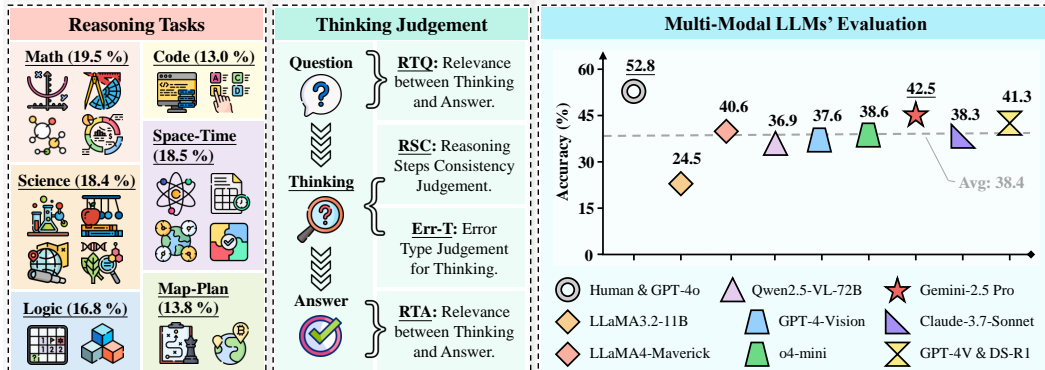 Reasoning Tasks
Math (19.5 %)
Code (13.0 %)
Space-Time
(18.5 %)
Science (18.4 %)
Map-Plan
(13.8 %)
Logic (16.8 %)
Thinking Judgement
Question
RTQ: Relevance
between Thinking
and Answer.
RSC: Reasoning
Steps Consistency
Judgement.
Thinking
Err-T: Error
Type Judgement
for Thinking.
Answer
RTA: Relevance
between Thinking
and Answer.
Multi-Modal LLMs' Evaluation
Accuracy (%)
60
45
30
15
0
52.8
24.5
40.6
36.9
37.6
38.6
42.5
38.3
41.3
Avg: 38.4
Human & GPT-4o
Qwen2.5-VL-72B
Gemini-2.5 Pro
LLaMA3.2-11B
GPT-4-Vision
Claude-3.7-Sonnet
LLaMA4-Maverick
o4-mini
GPT-4V & DS-R1